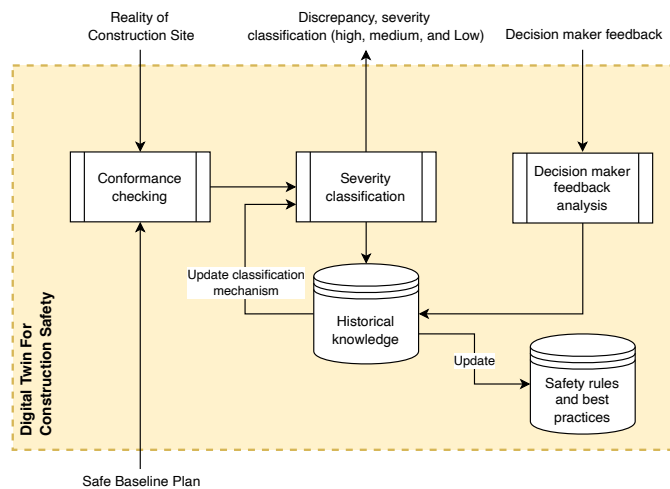 Reality of
Construction Site
Discrepancy, severity
classification (high, medium, and Low)
Decision maker feedback
Conformance
checking
Severity
classification
Decision maker
feedback
analysis
Update classification
mechanism
Historical
knowledge
Update
Safety rules
and best
practices
Digital Twin For
Construction Safety
Safe Baseline Plan